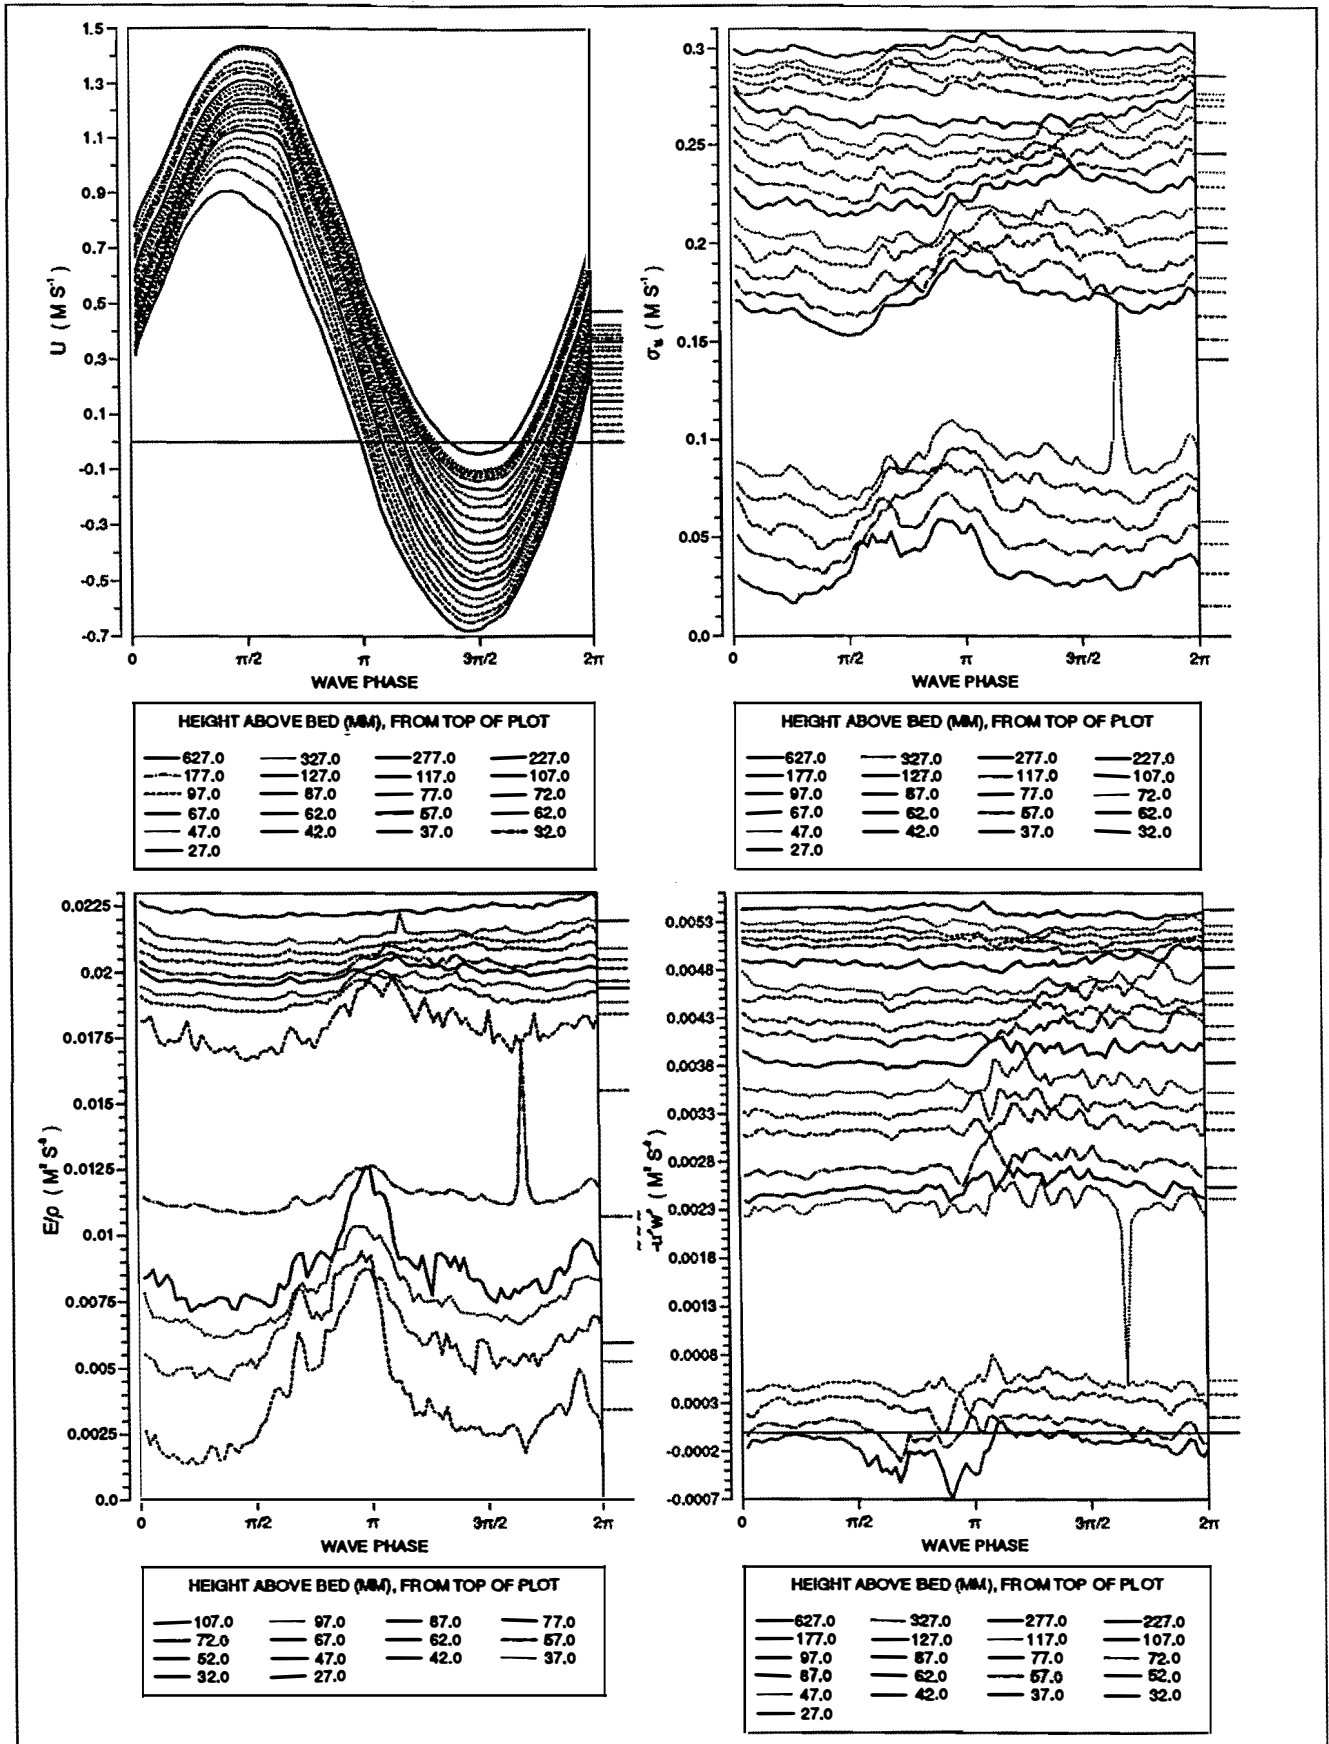 1.5
1.3
1.1
0.9
0.7
0.5
0.3
0.1
-0.1
-0.3
-0.5
-0.7
U ( M S⁻¹ )
0 π/2 π 3π/2 2π
WAVE PHASE
HEIGHT ABOVE BED (MM), FROM TOP OF PLOT
627.0 327.0 277.0 227.0
177.0 127.0 117.0 107.0
97.0 87.0 77.0 72.0
67.0 62.0 57.0 62.0
47.0 42.0 37.0 32.0
27.0
0.3
0.25
0.2
0.15
0.1
0.05
0.0
σᵤ ( M S⁻¹ )
0 π/2 π 3π/2 2π
WAVE PHASE
HEIGHT ABOVE BED (MM), FROM TOP OF PLOT
627.0 327.0 277.0 227.0
177.0 127.0 117.0 107.0
97.0 87.0 77.0 72.0
67.0 62.0 57.0 52.0
47.0 42.0 37.0 32.0
27.0
0.0225
0.02
0.0175
0.015
0.0125
0.01
0.0075
0.005
0.0025
0.0
E/ρ ( M² S⁻² )
0 π/2 π 3π/2 2π
WAVE PHASE
HEIGHT ABOVE BED (MM), FROM TOP OF PLOT
107.0 97.0 87.0 77.0
72.0 67.0 62.0 57.0
52.0 47.0 42.0 37.0
32.0 27.0
0.0053
0.0048
0.0043
0.0038
0.0033
0.0028
0.0023
0.0018
0.0013
0.0008
0.0003
-0.0002
-0.0007
-u'w' ( M² S⁻² )
0 π/2 π 3π/2 2π
WAVE PHASE
HEIGHT ABOVE BED (MM), FROM TOP OF PLOT
627.0 327.0 277.0 227.0
177.0 127.0 117.0 107.0
97.0 87.0 77.0 72.0
67.0 62.0 57.0 52.0
47.0 42.0 37.0 32.0
27.0